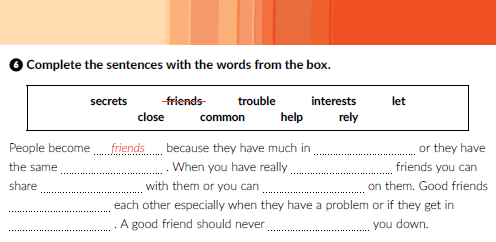 6 Complete the sentences with the words from the box.
secrets friends trouble interests let
close common help rely
People become friends because they have much in or they have
the same . When you have really friends you can
share with them or you can on them. Good friends
each other especially when they have a problem or if they get in
. A good friend should never you down.